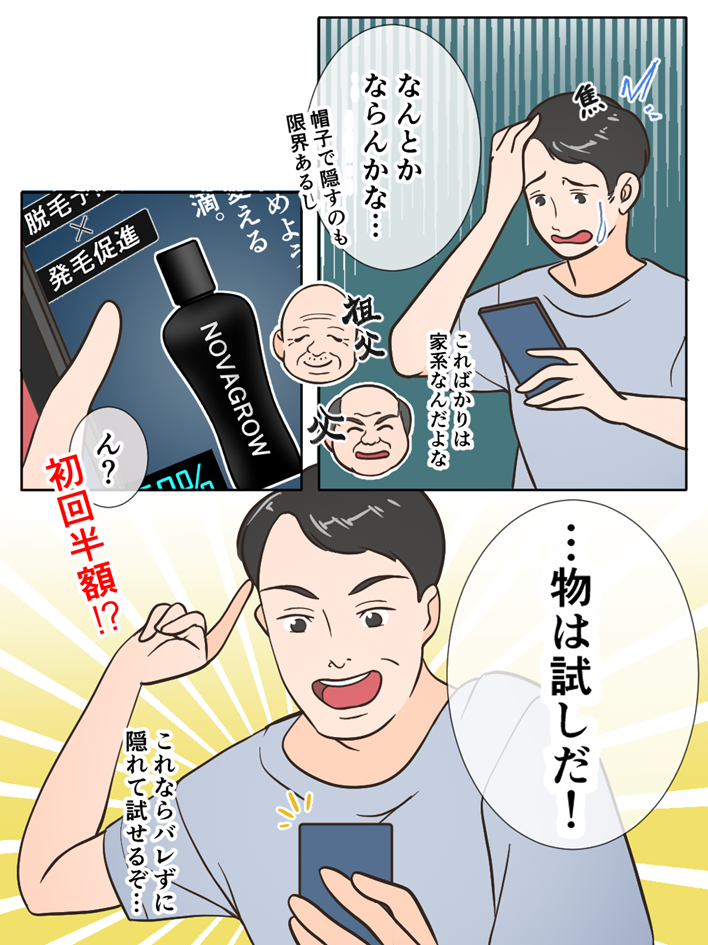 なんとか
ならんかな…
帽子で隠すのも
限界あるし
焦
こればかりは
家系なんだよな
祖父
父
変える
滴。
×
発毛促進
NOVAGROW
ん?
初回半額!?
…物は試しだ!
これならバレずに
隠れて試せるぞ…